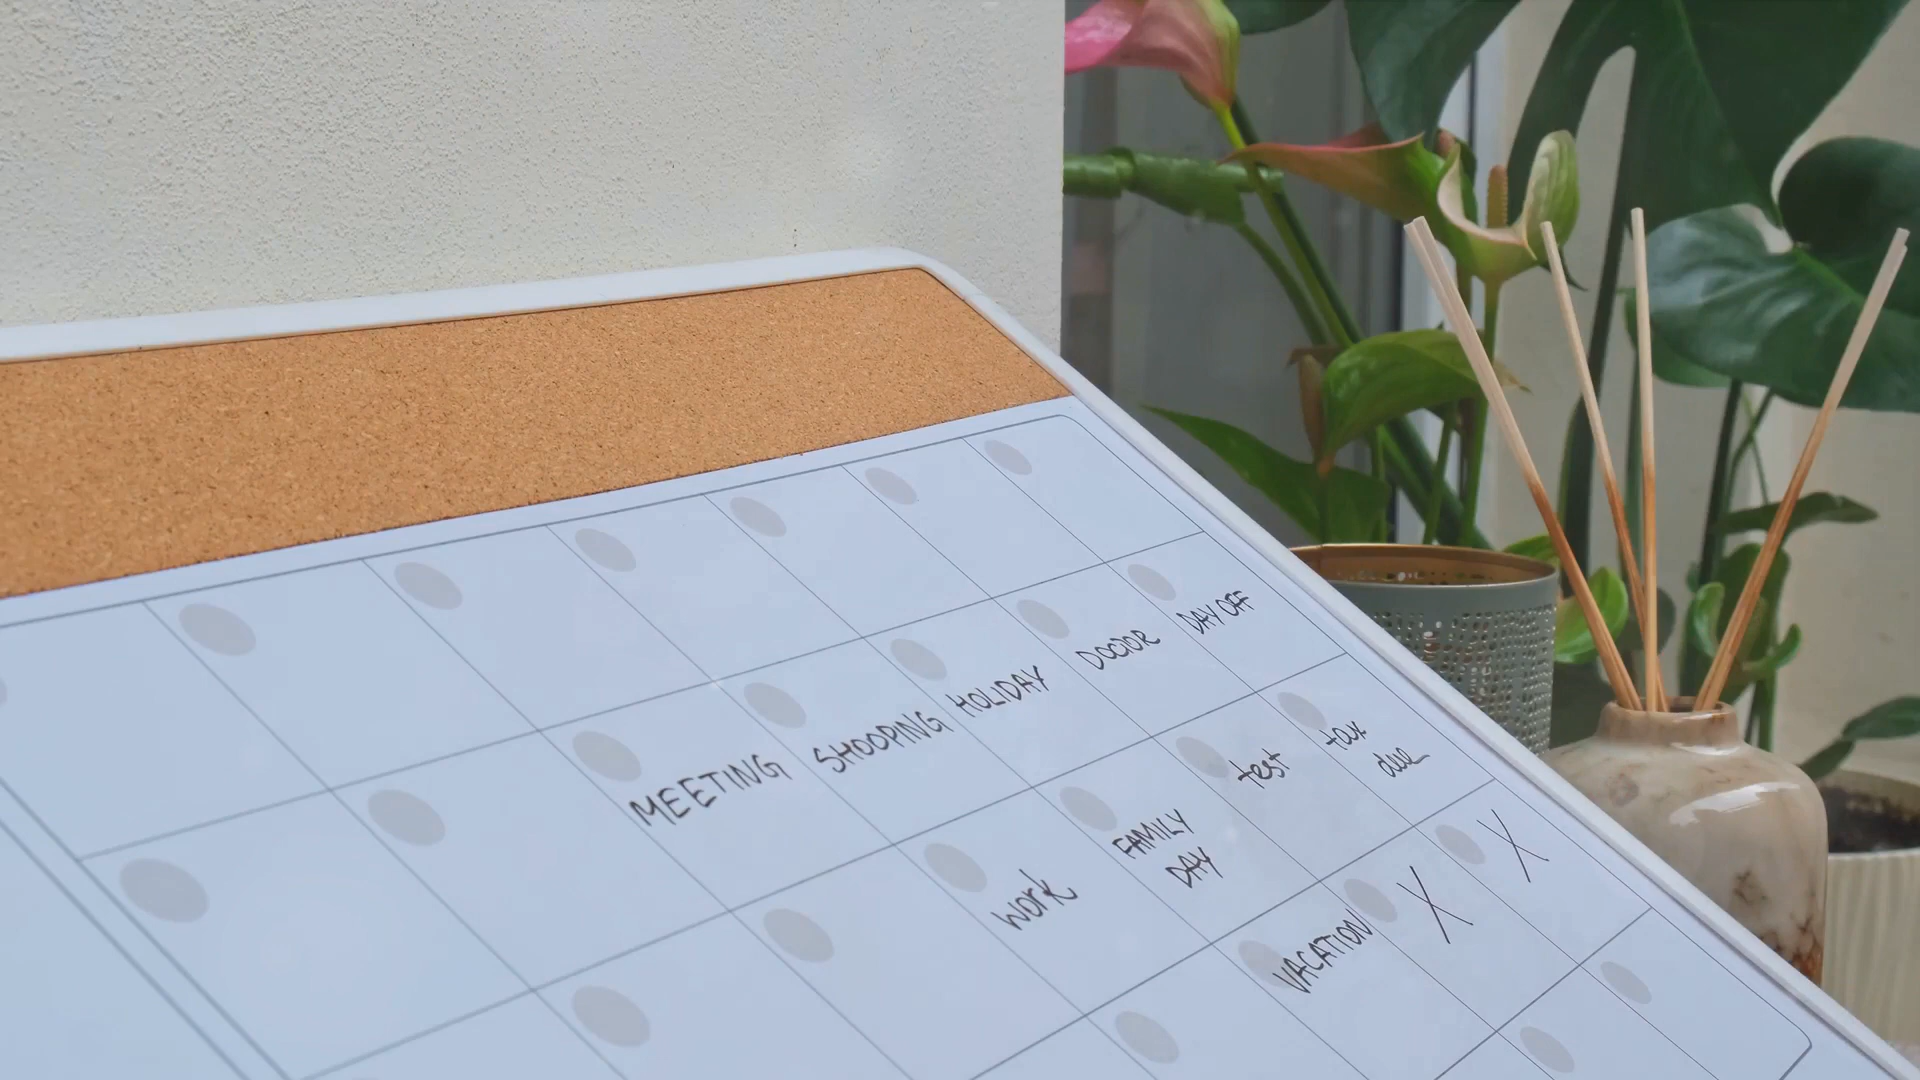 MEETING
SHOOPING
HOLIDAY
DOCTOR
DAY OFF
work
FAMILY
DAY
test
tax
due
VACATION
X
X